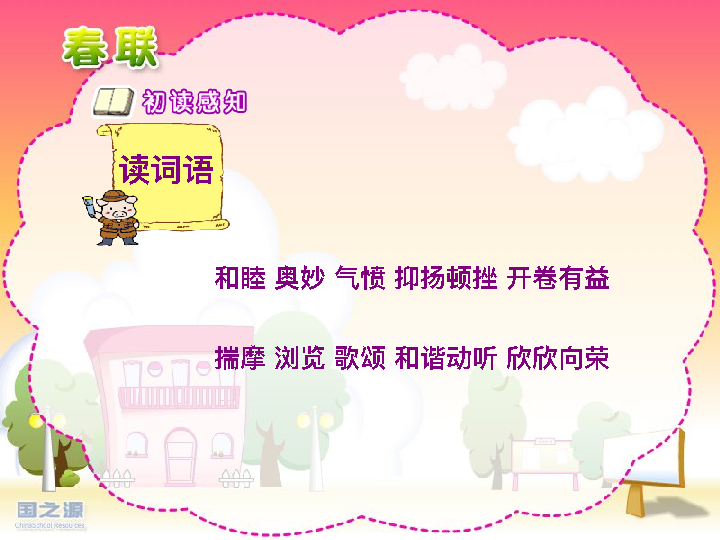 春联
初读感知
读词语
和睦 奥妙 气愤 抑扬顿挫 开卷有益
揣摩 浏览 歌颂 和谐动听 欣欣向荣
国之源
ChinaSchool Resources